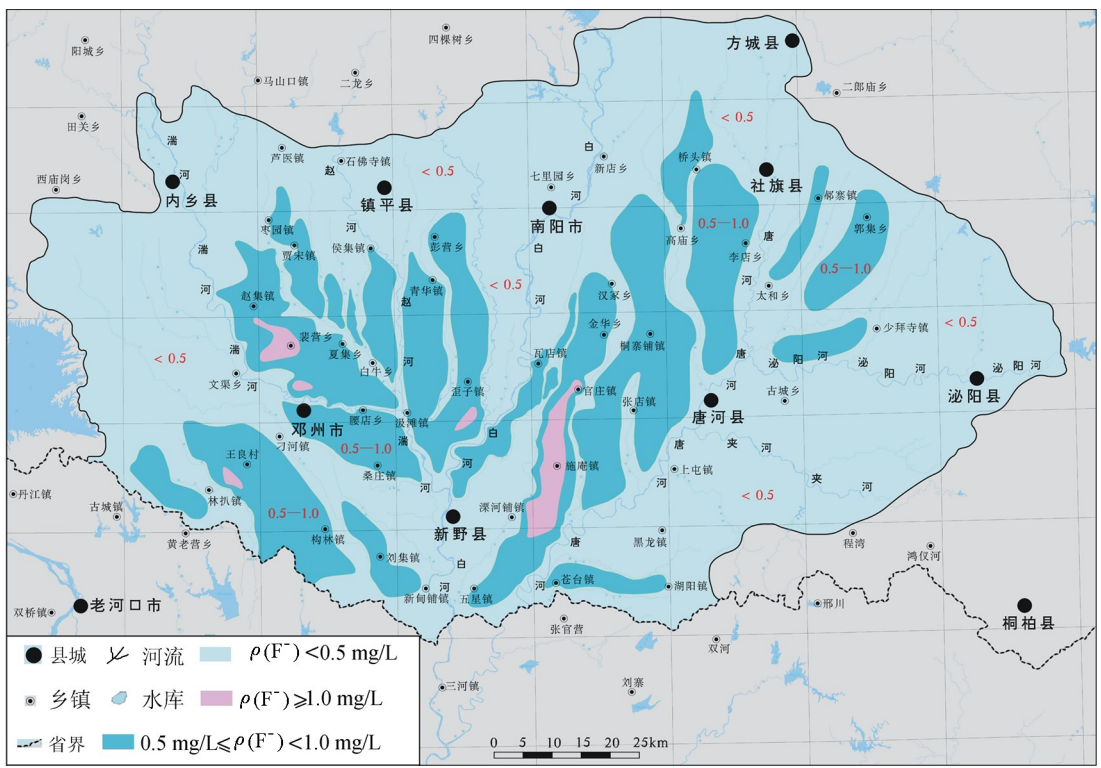 方城县
四棵树乡
阳城乡
马山口镇
二龙乡
二郎庙乡
田关乡
< 0.5
湍
河
芦医镇
石佛寺镇
赵
河
< 0.5
白
河
新店乡
桥头镇
西庙岗乡
内乡县
镇平县
七里园乡
南阳市
社旗县
郝寨镇
郭集乡
枣园镇
贾宋镇
侯集镇
彭营乡
白
河
高庙乡
0.5—1.0
李店乡
唐
河
0.5—1.0
湍
河
赵集镇
青华镇
赵
河
< 0.5
汉冢乡
太和乡
裴营乡
夏集乡
白牛乡
金华乡
桐寨铺镇
少拜寺镇
< 0.5
< 0.5
湍
河
文渠乡
瓦店镇
唐
河
泌
阳
河
泌
阳
河
泌
阳
河
泌阳县
歪子镇
官庄镇
张店镇
唐河县
古城乡
邓州市
腰店乡
汲滩镇
刁河镇
0.5—1.0
湍
河
白
河
唐
河
夹
河
夹
河
王良村
桑庄镇
施庵镇
上屯镇
丹江镇
林扒镇
古城镇
0.5—1.0
构林镇
新野县
溧河铺镇
< 0.5
黄老营乡
刘集镇
唐
河
黑龙镇
程湾
鸿仪河
老河口市
双桥镇
新甸铺镇
白
河
五星镇
苍台镇
湖阳镇
邢川
桐柏县
张官营
双河
三河镇
刘寨
县城
河流
ρ(F⁻)<0.5 mg/L
乡镇
水库
ρ(F⁻)≥1.0 mg/L
省界
0.5 mg/L≤ρ(F⁻)<1.0 mg/L
0 5 10 15 20 25km